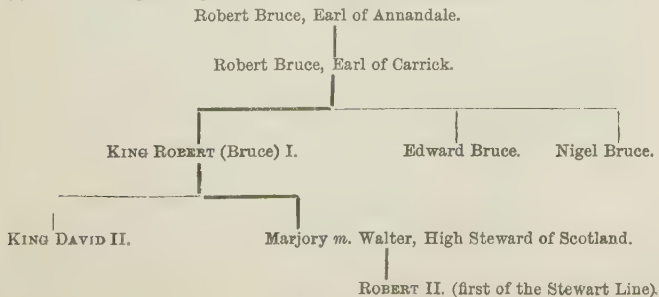 Robert Bruce, Earl of Annandale.
Robert Bruce, Earl of Carrick.
KING ROBERT (Bruce) I. Edward Bruce. Nigel Bruce.
KING DAVID II. Marjory m. Walter, High Steward of Scotland.
ROBERT II. (first of the Stewart Line).